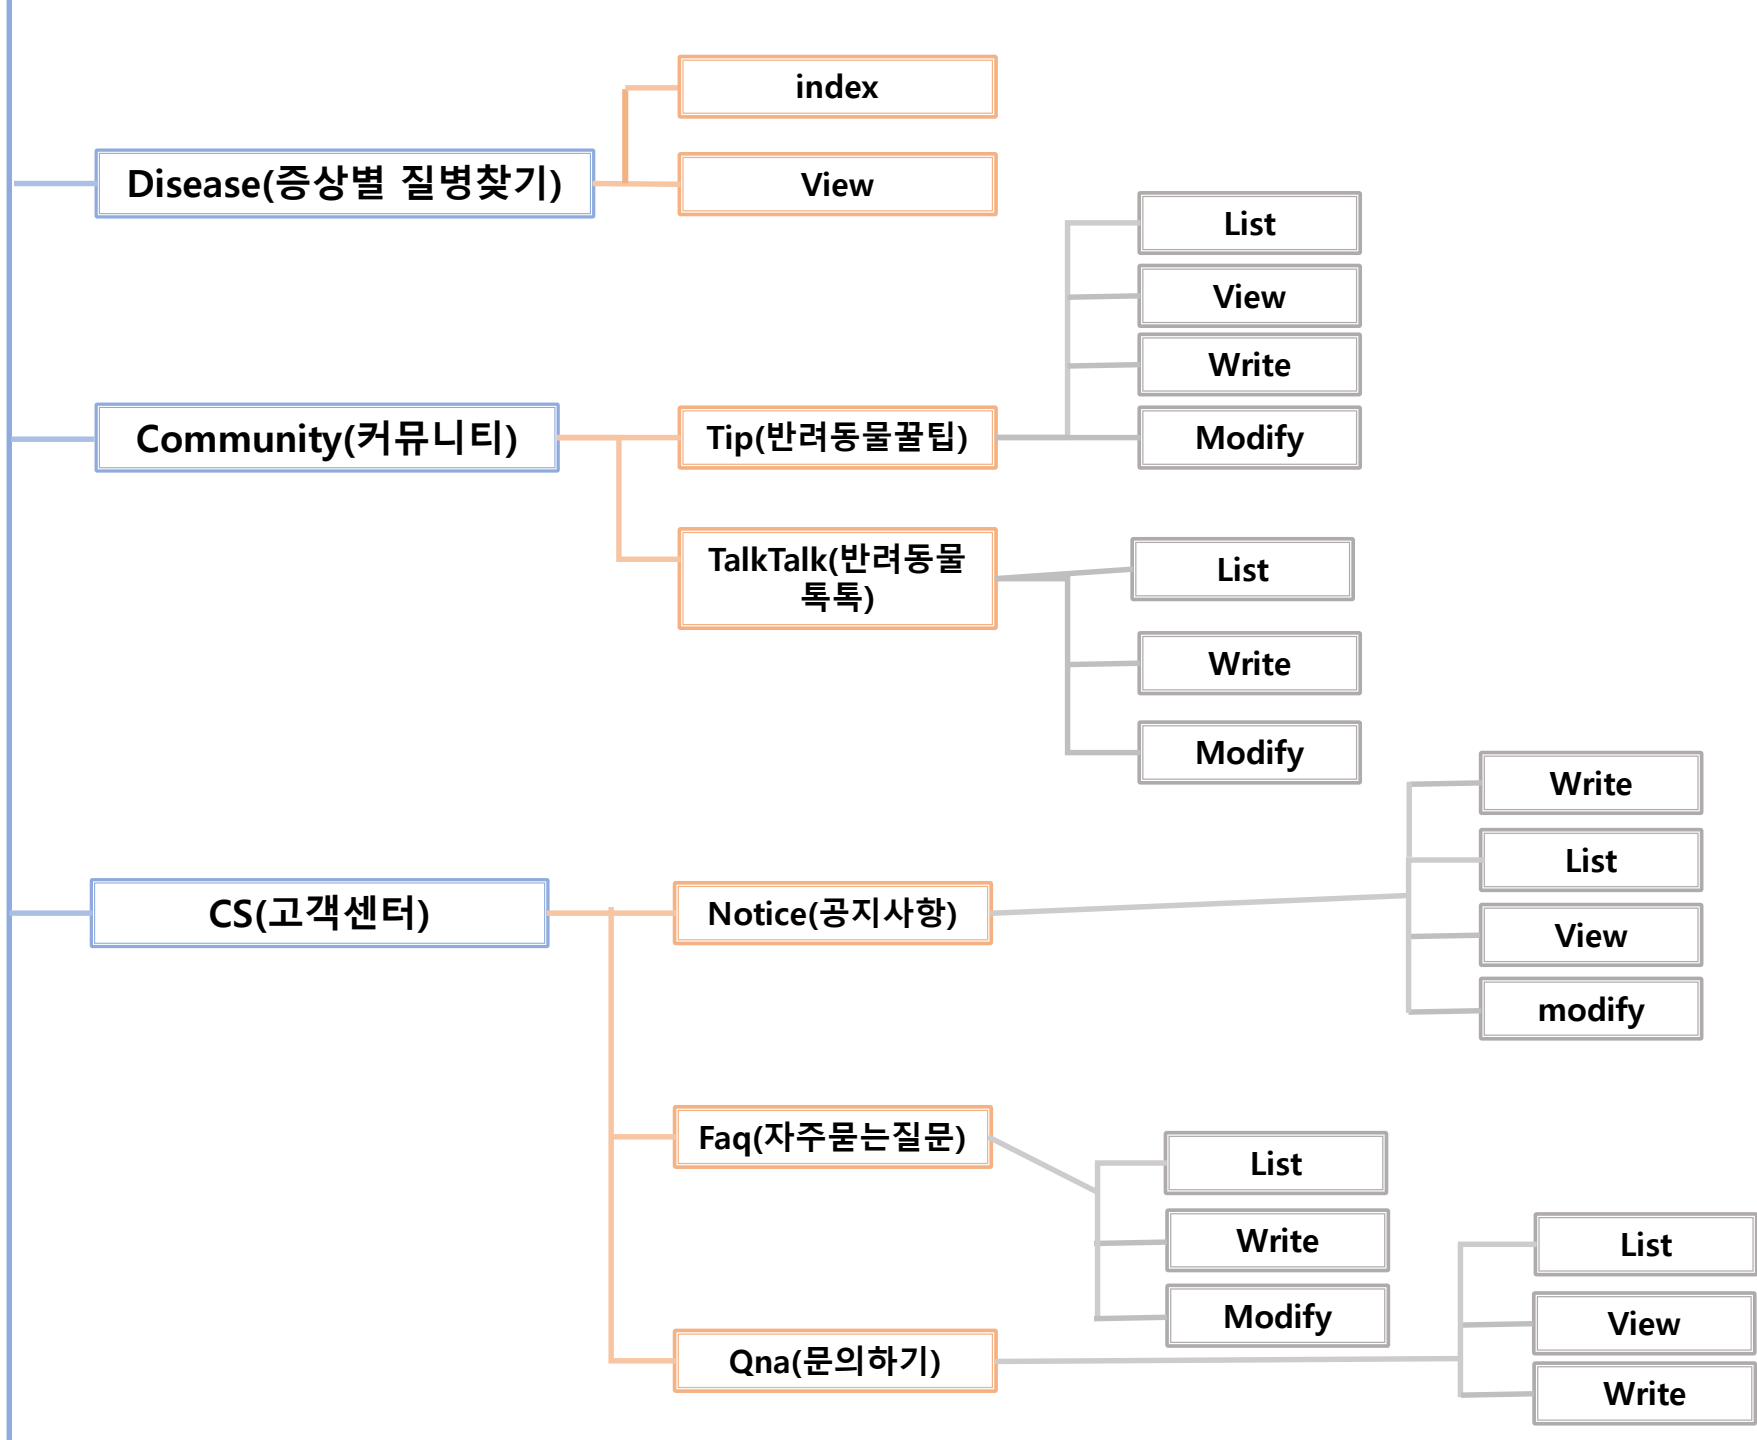 index
Disease(증상별 질병찾기)
View
List
View
Write
Community(커뮤니티)
Tip(반려동물꿀팁)
Modify
TalkTalk(반려동물
톡톡)
List
Write
Modify
Write
List
CS(고객센터)
Notice(공지사항)
View
modify
Faq(자주묻는질문)
List
Write
Modify
Qna(문의하기)
List
View
Write